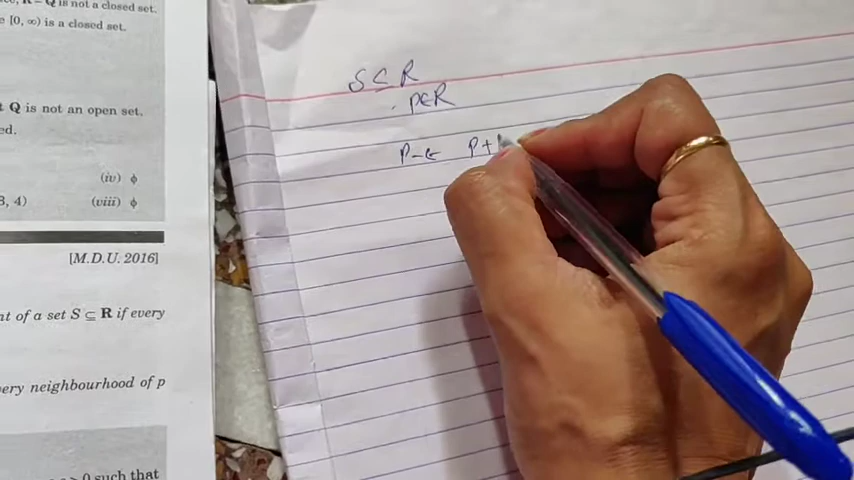 R – Q is not a closed set.
e [0, ∞) is a closed set.
Q is not an open set.
ed.
(iv) ϕ
3, 4)
(viii) ϕ
[M.D.U. 2016]
nt of a set S ⊆ R if every
very neighbourhood of p
> 0 such that
S ⊆ R
p∈R
p-ε p+